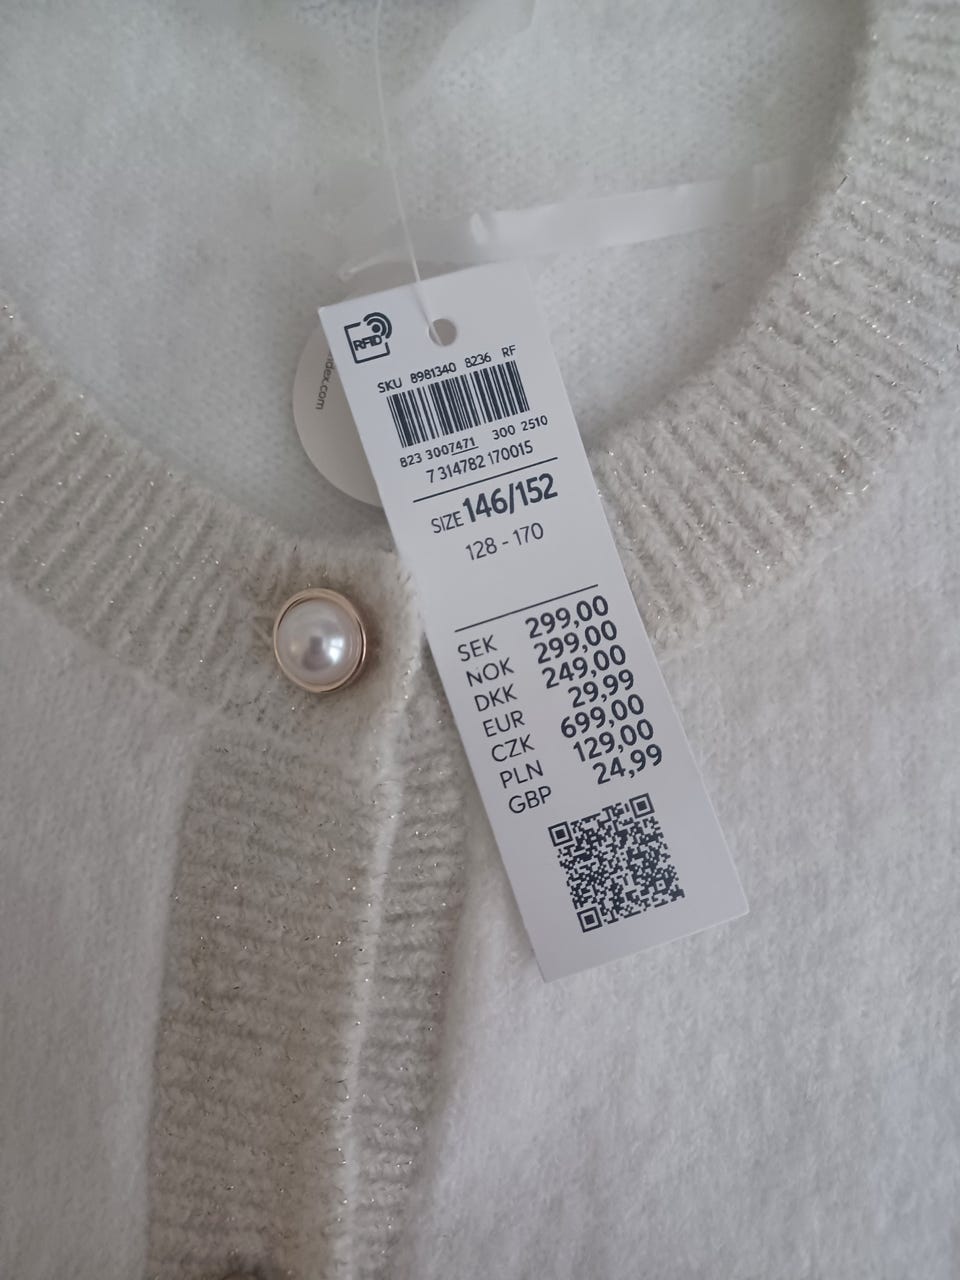 RFID
SKU 8981340 8236 RF
823 3007471 300 2510
7 314782 170015
SIZE 146/152
128 - 170
SEK 299,00
NOK 299,00
DKK 249,00
EUR 29,99
CZK 699,00
PLN 129,00
GBP 24,99